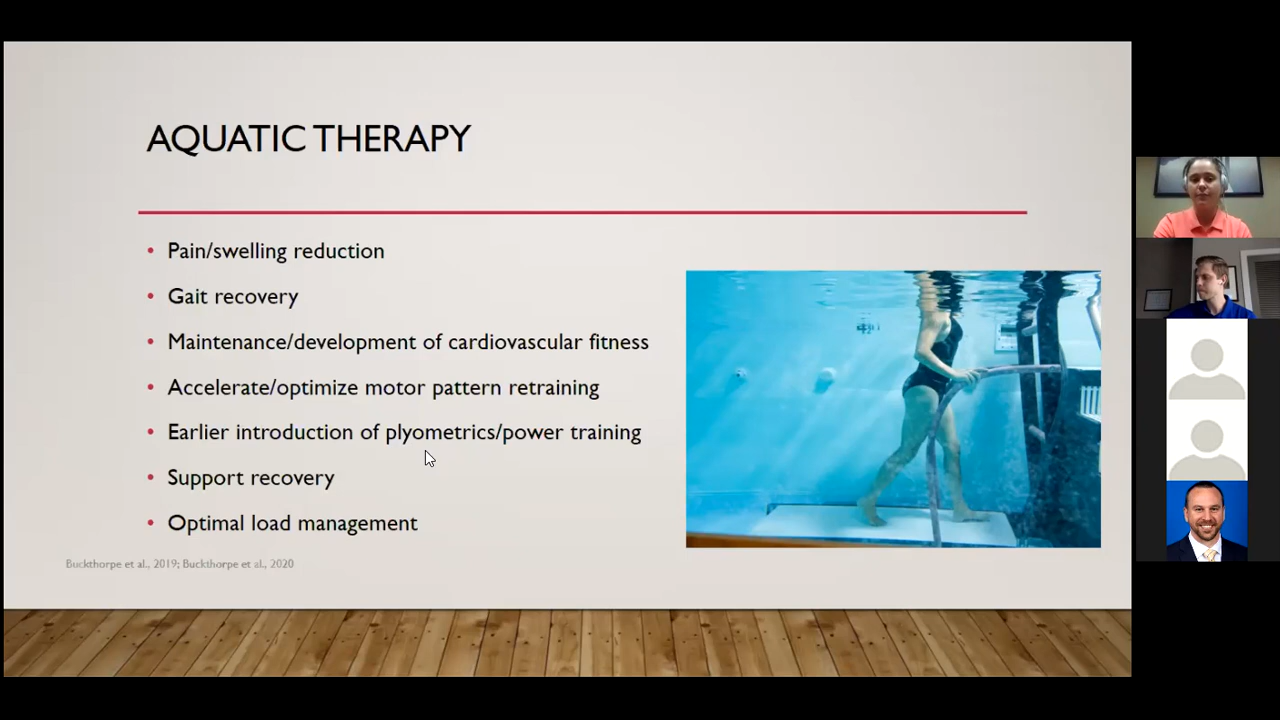 AQUATIC THERAPY
• Pain/swelling reduction
• Gait recovery
• Maintenance/development of cardiovascular fitness
• Accelerate/optimize motor pattern retraining
• Earlier introduction of plyometrics/power training
• Support recovery
• Optimal load management
Buckthorpe et al., 2019; Buckthorpe et al., 2020